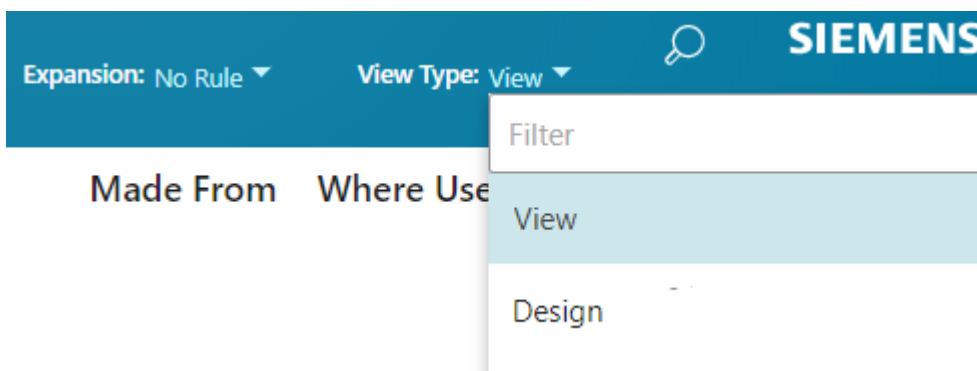 SIEMENS
Expansion: No Rule View Type: View
Filter
Made From Where Use
View
Design